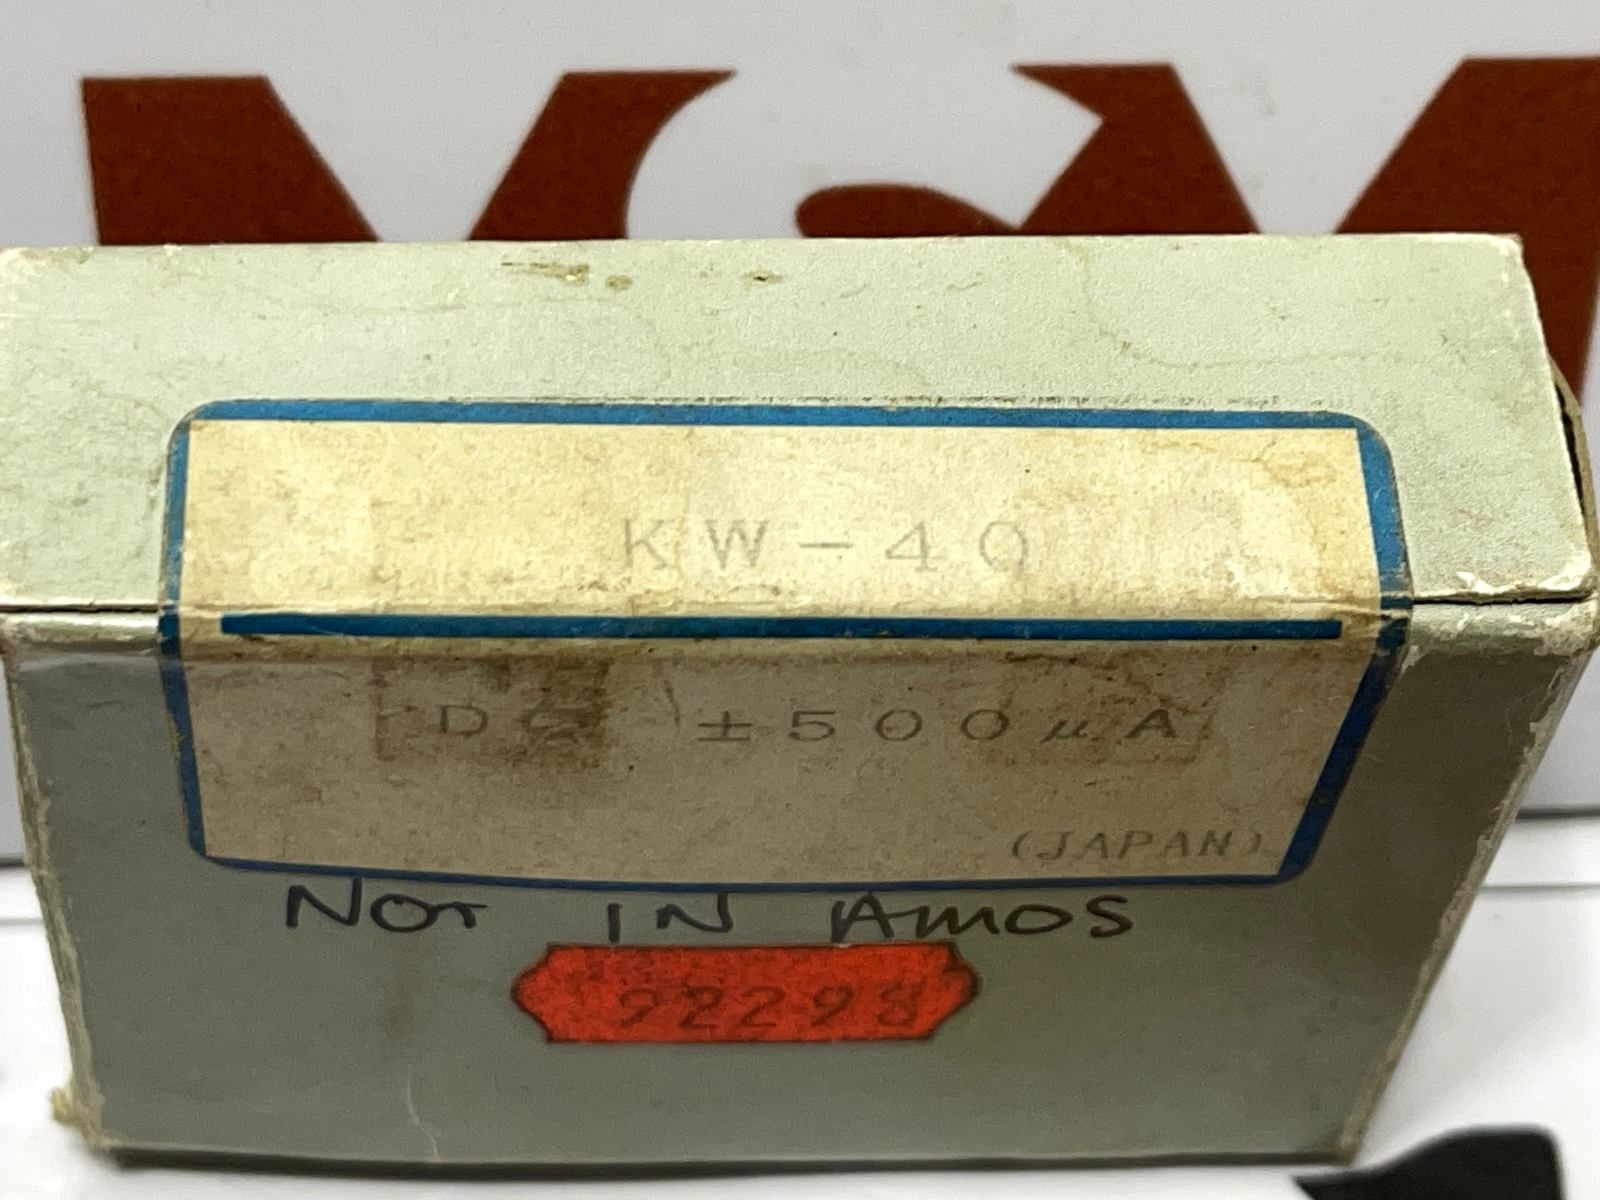 KW-40
DC ±500μA
(JAPAN)
NOT IN AMOS
92298